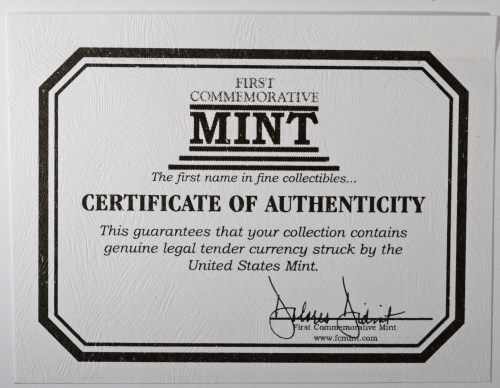 FIRST
COMMEMORATIVE
MINT
The first name in fine collectibles...
CERTIFICATE OF AUTHENTICITY
This guarantees that your collection contains
genuine legal tender currency struck by the
United States Mint.
First Commemorative Mint
www.fcmint.com